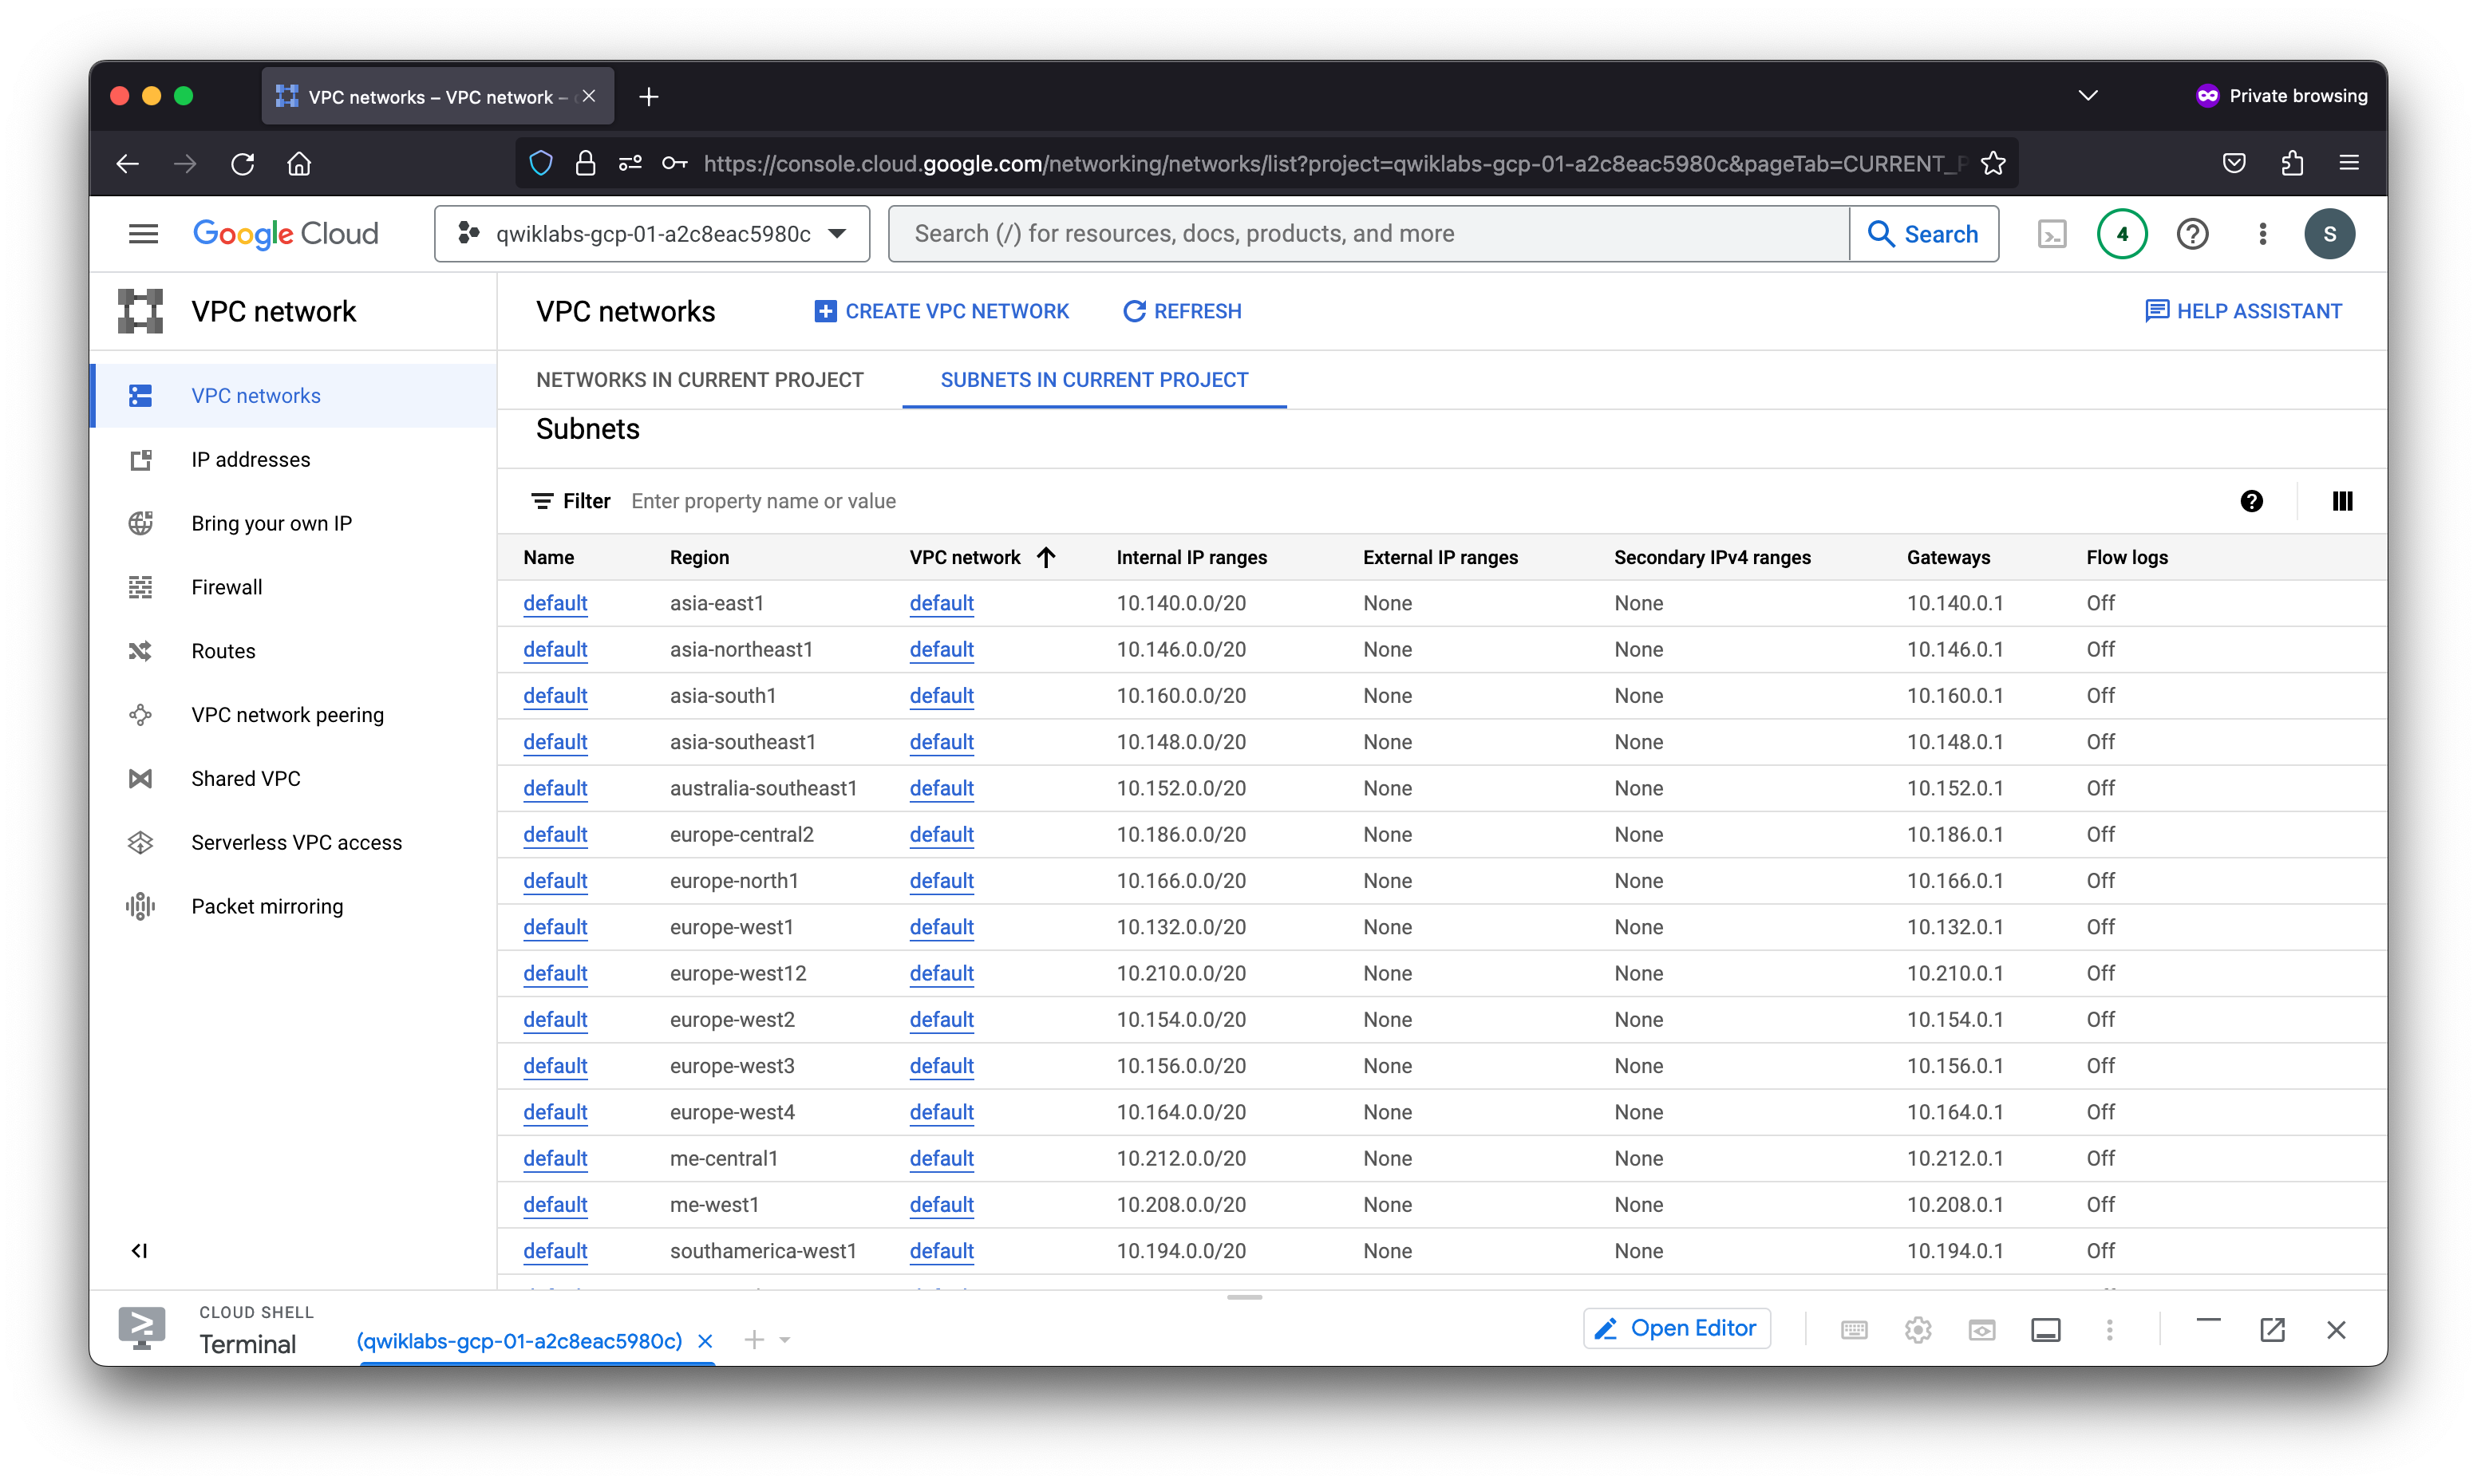 VPC networks – VPC network –
Private browsing
https://console.cloud.google.com/networking/networks/list?project=qwiklabs-gcp-01-a2c8eac5980c&pageTab=CURRENT_P
Google Cloud
qwiklabs-gcp-01-a2c8eac5980c
Search (/) for resources, docs, products, and more
Search
4
S
VPC network
VPC networks
CREATE VPC NETWORK
REFRESH
HELP ASSISTANT
VPC networks
IP addresses
Bring your own IP
Firewall
Routes
VPC network peering
Shared VPC
Serverless VPC access
Packet mirroring
NETWORKS IN CURRENT PROJECT
SUBNETS IN CURRENT PROJECT
Subnets
Filter Enter property name or value
Name Region VPC network Internal IP ranges External IP ranges Secondary IPv4 ranges Gateways Flow logs
default asia-east1 default 10.140.0.0/20 None None 10.140.0.1 Off
default asia-northeast1 default 10.146.0.0/20 None None 10.146.0.1 Off
default asia-south1 default 10.160.0.0/20 None None 10.160.0.1 Off
default asia-southeast1 default 10.148.0.0/20 None None 10.148.0.1 Off
default australia-southeast1 default 10.152.0.0/20 None None 10.152.0.1 Off
default europe-central2 default 10.186.0.0/20 None None 10.186.0.1 Off
default europe-north1 default 10.166.0.0/20 None None 10.166.0.1 Off
default europe-west1 default 10.132.0.0/20 None None 10.132.0.1 Off
default europe-west12 default 10.210.0.0/20 None None 10.210.0.1 Off
default europe-west2 default 10.154.0.0/20 None None 10.154.0.1 Off
default europe-west3 default 10.156.0.0/20 None None 10.156.0.1 Off
default europe-west4 default 10.164.0.0/20 None None 10.164.0.1 Off
default me-central1 default 10.212.0.0/20 None None 10.212.0.1 Off
default me-west1 default 10.208.0.0/20 None None 10.208.0.1 Off
default southamerica-west1 default 10.194.0.0/20 None None 10.194.0.1 Off
CLOUD SHELL
Terminal
(qwiklabs-gcp-01-a2c8eac5980c)
Open Editor